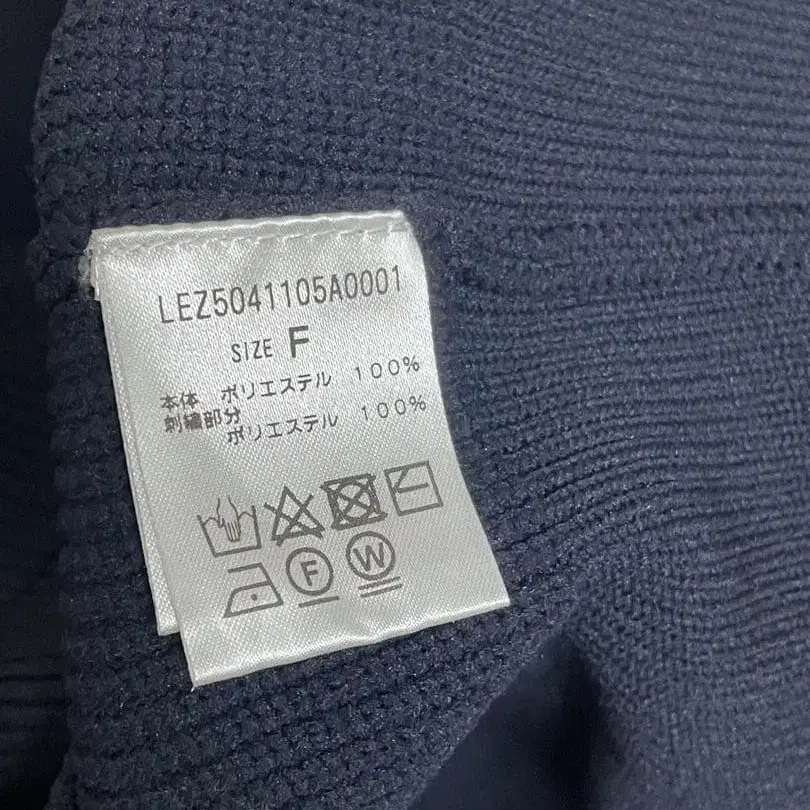 LEZ5041105A0001
SIZE F
本体 ポリエステル 100%
刺繍部分
ポリエステル 100%
F W